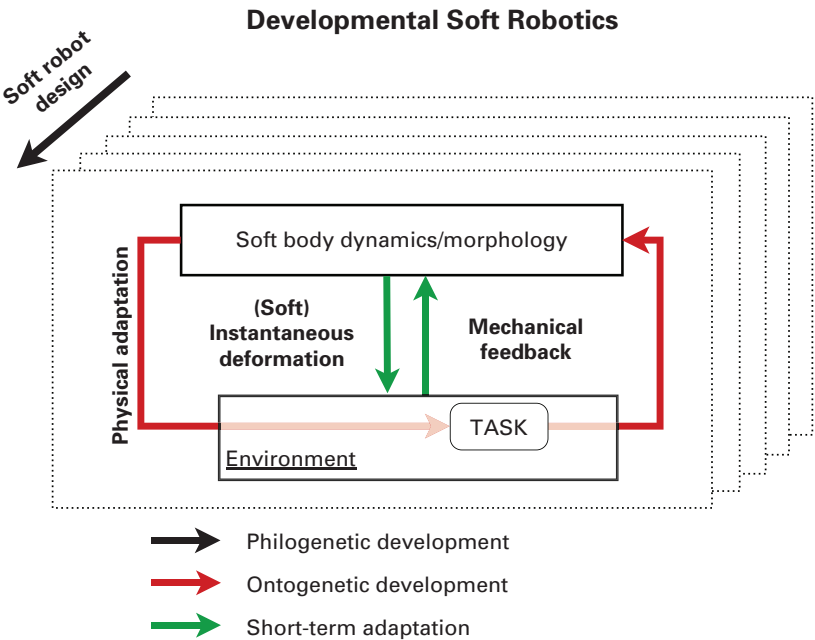 Developmental Soft Robotics
Soft robot
design
Soft body dynamics/morphology
Physical adaptation
(Soft)
Instantaneous
deformation
Mechanical
feedback
TASK
Environment
Philogenetic development
Ontogenetic development
Short-term adaptation